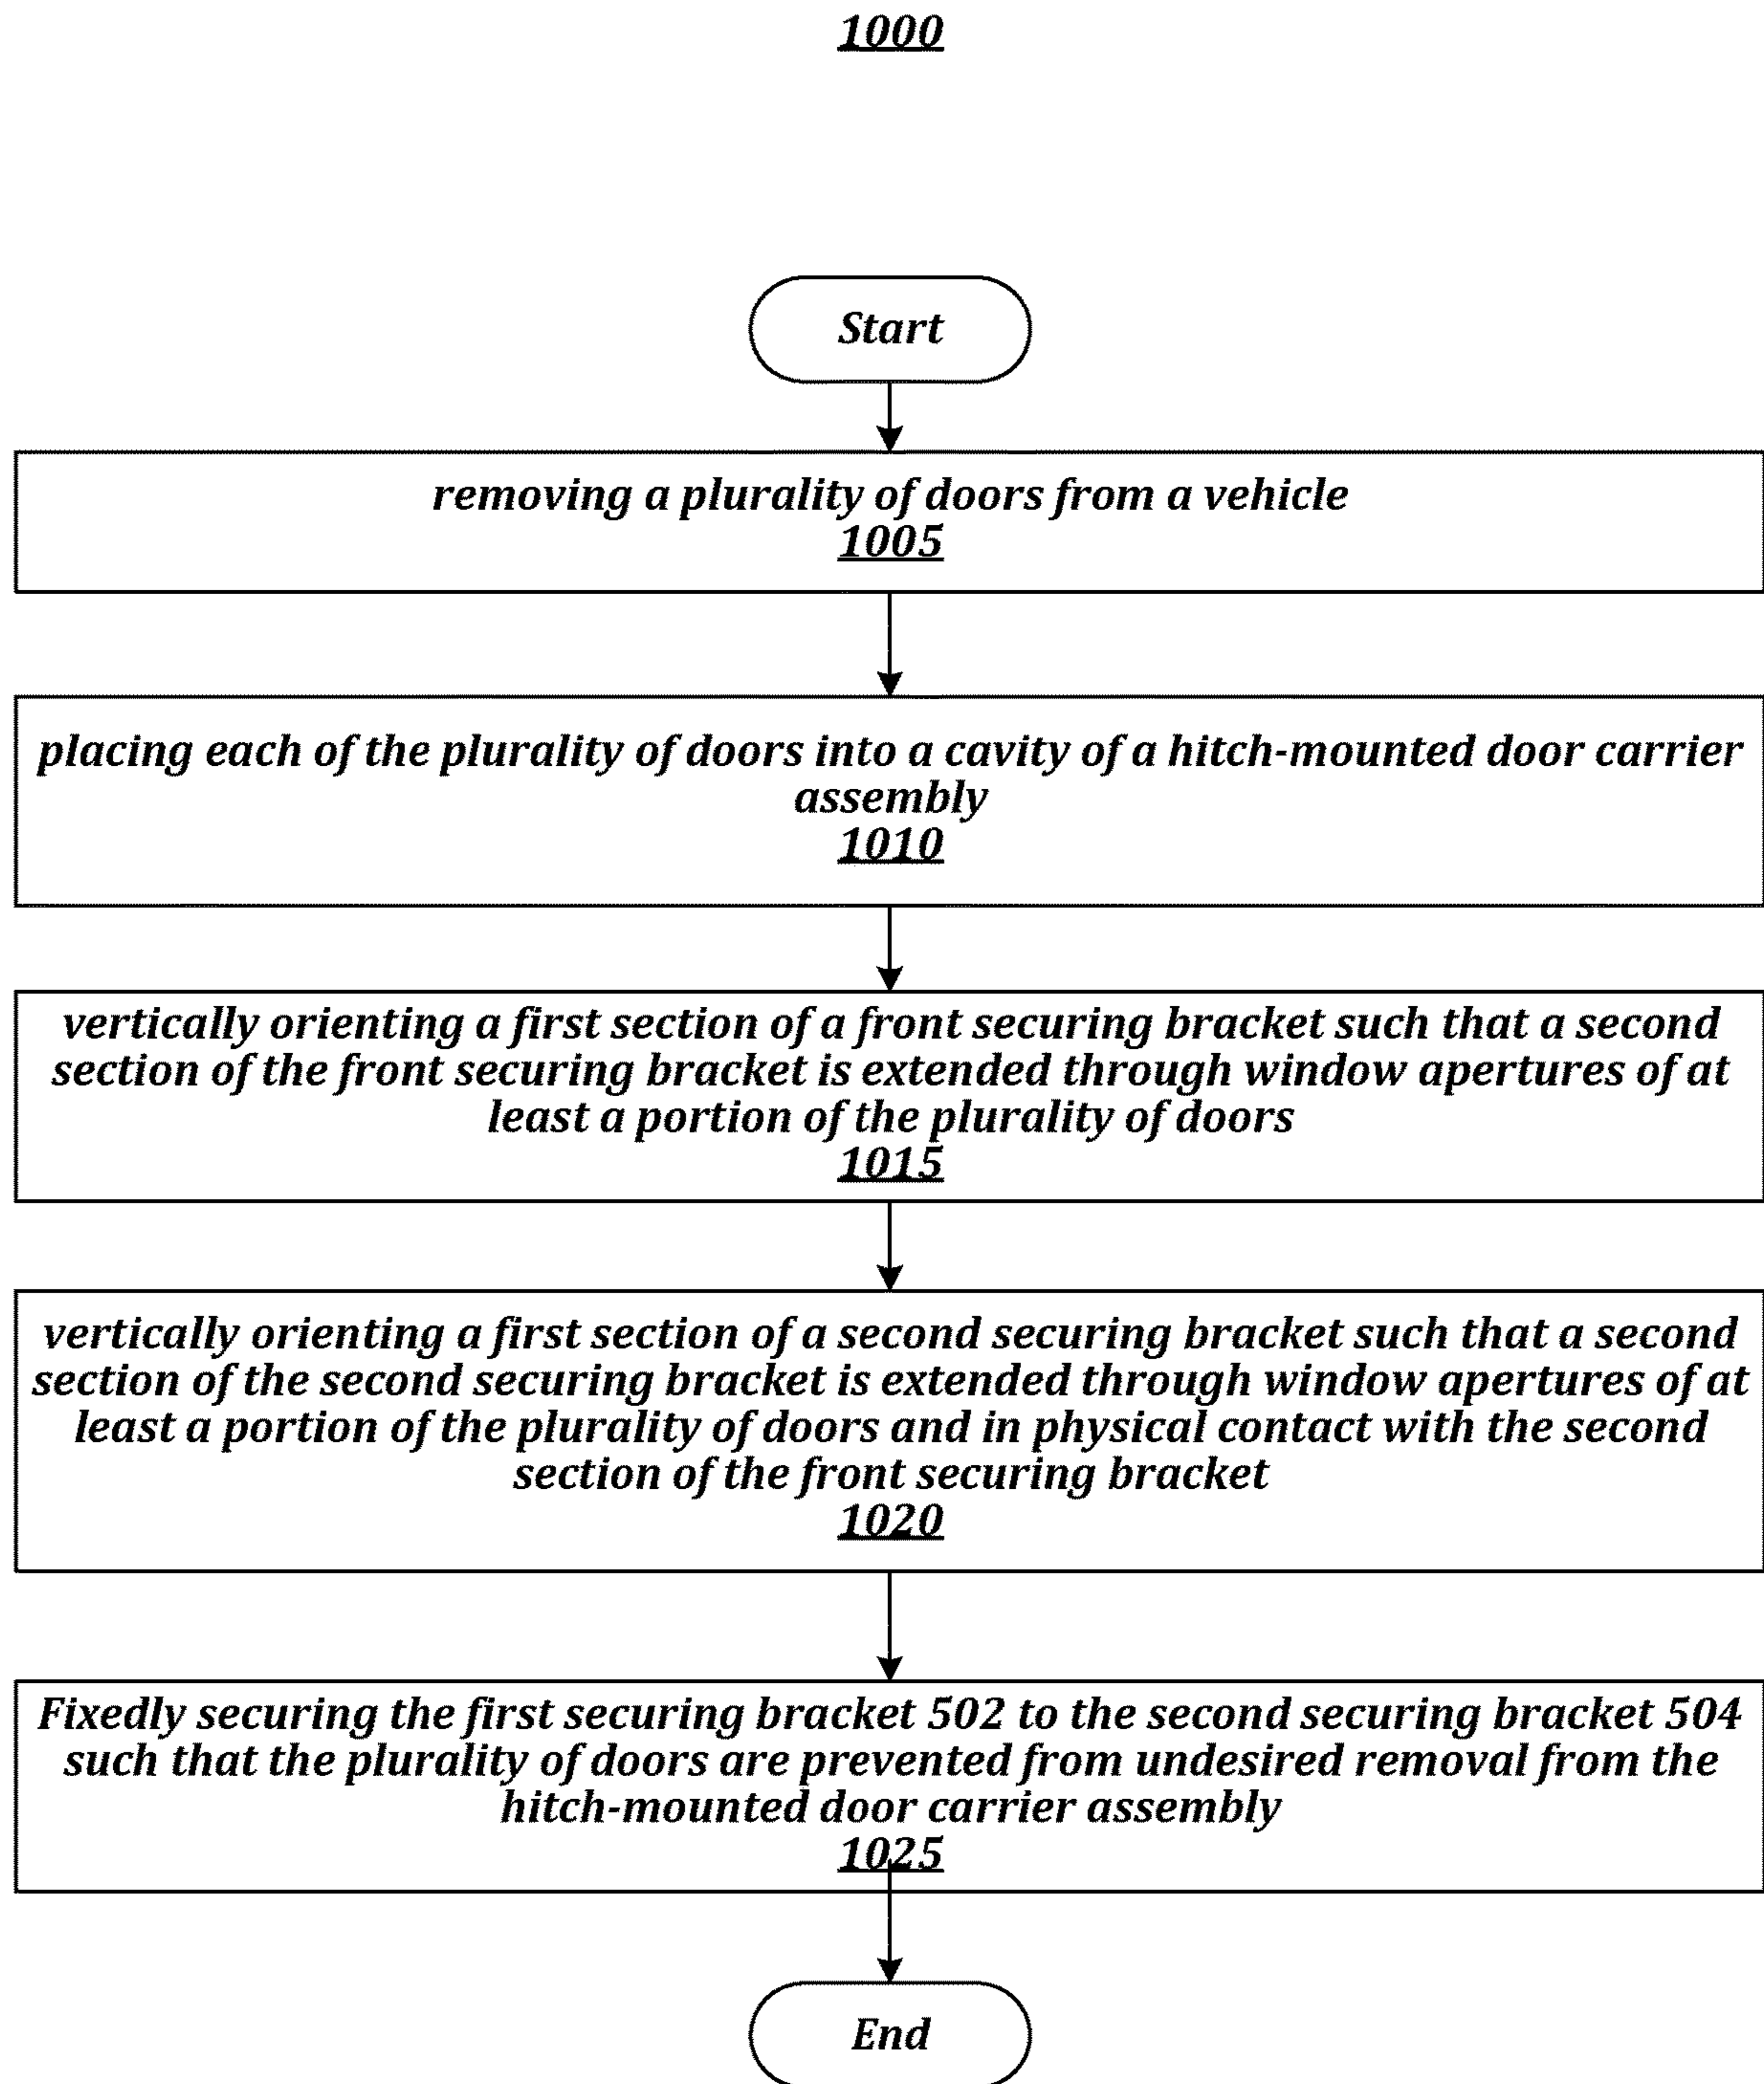 1000
Start
removing a plurality of doors from a vehicle
1005
placing each of the plurality of doors into a cavity of a hitch-mounted door carrier
assembly
1010
vertically orienting a first section of a front securing bracket such that a second
section of the front securing bracket is extended through window apertures of at
least a portion of the plurality of doors
1015
vertically orienting a first section of a second securing bracket such that a second
section of the second securing bracket is extended through window apertures of at
least a portion of the plurality of doors and in physical contact with the second
section of the front securing bracket
1020
Fixedly securing the first securing bracket 502 to the second securing bracket 504
such that the plurality of doors are prevented from undesired removal from the
hitch-mounted door carrier assembly
1025
End